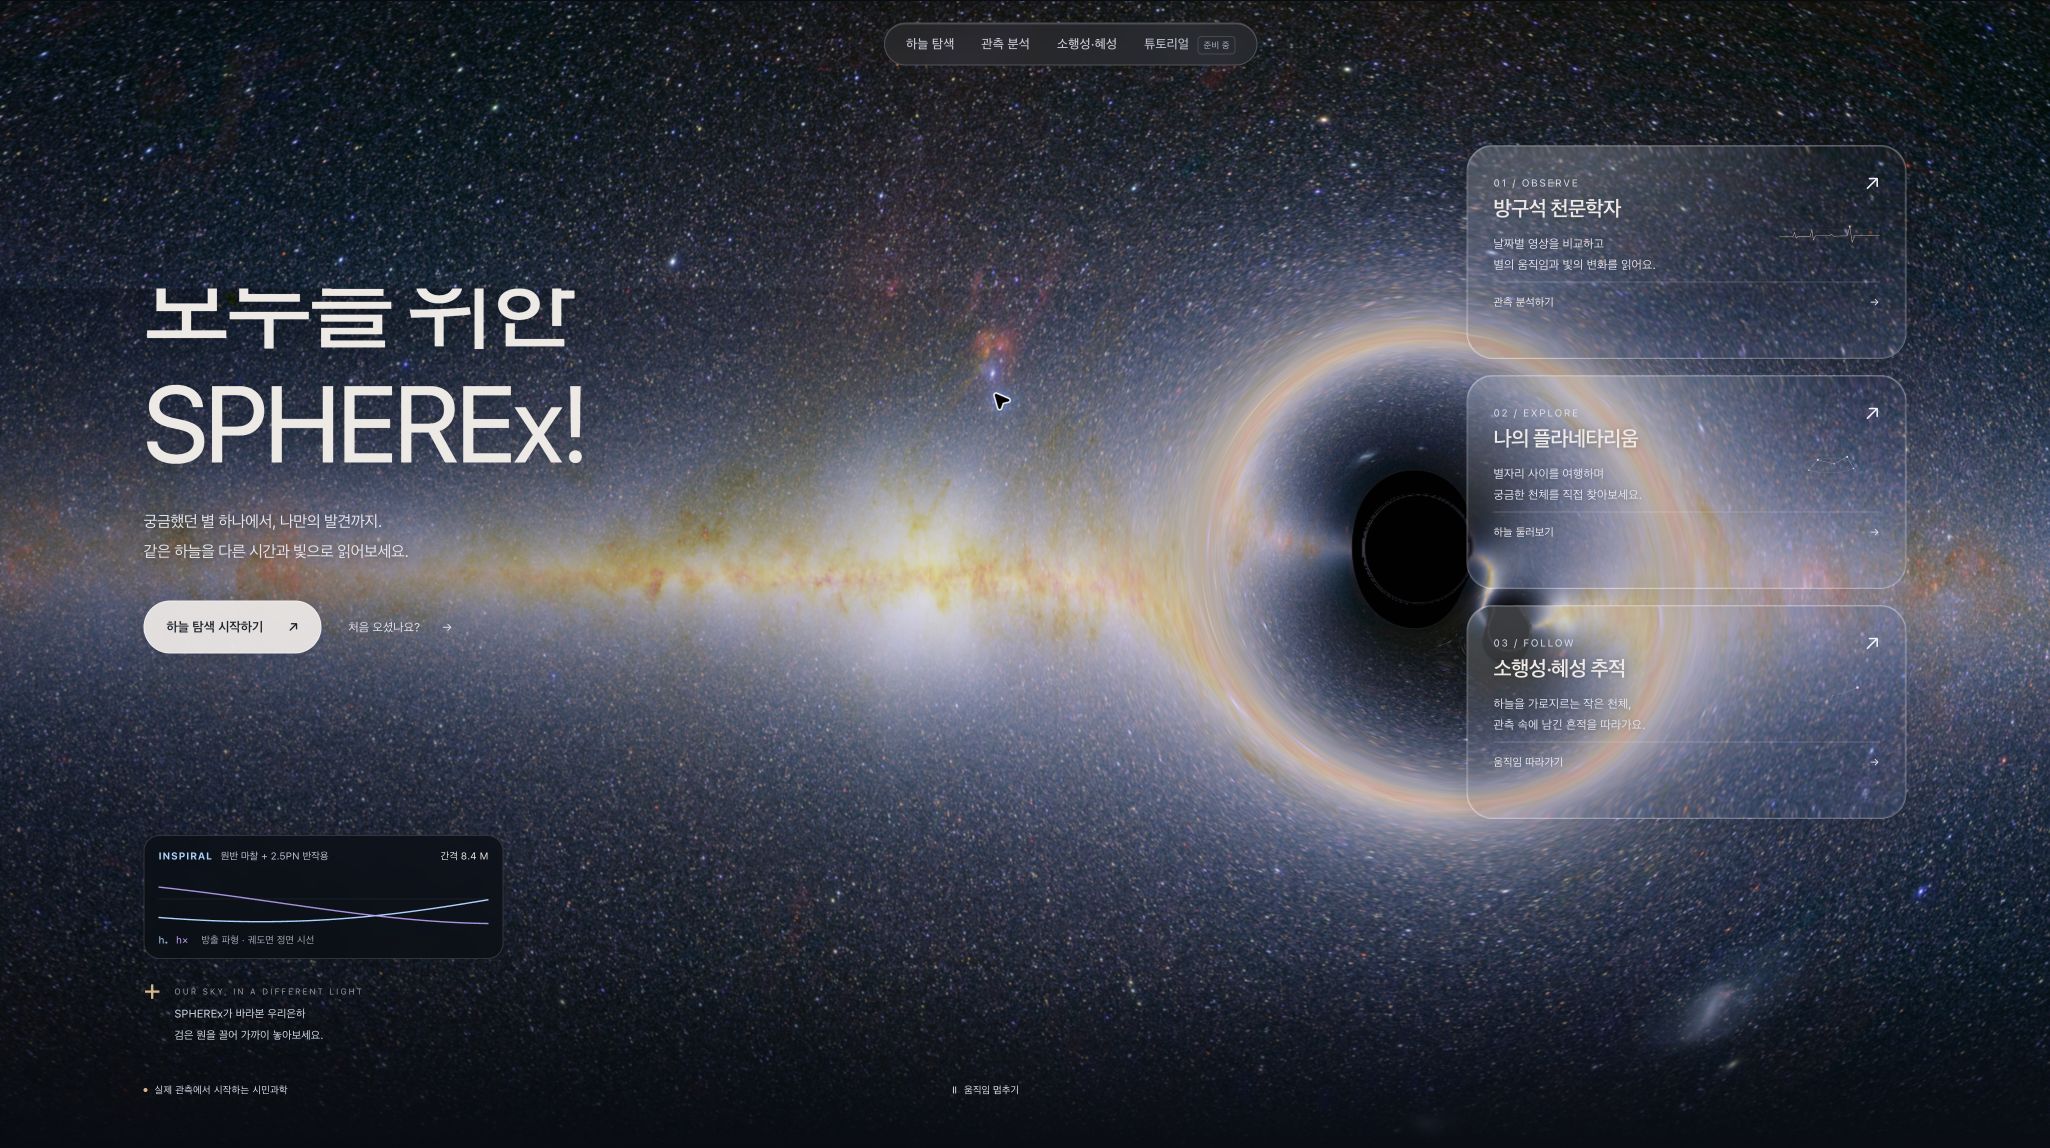 하늘 탐색
관측 분석
소행성·혜성
튜토리얼 준비 중
모두를 위한
SPHEREx!
궁금했던 별 하나에서, 나만의 발견까지.
같은 하늘을 다른 시간과 빛으로 읽어보세요.
하늘 탐색 시작하기 ↗
처음 오셨나요? →
01 / OBSERVE
방구석 천문학자
날짜별 영상을 비교하고
별의 움직임과 빛의 변화를 읽어요.
관측 분석하기 →
02 / EXPLORE
나의 플라네타리움
별자리 사이를 여행하며
궁금한 천체를 직접 찾아보세요.
하늘 둘러보기 →
03 / FOLLOW
소행성·혜성 추적
하늘을 가로지르는 작은 천체,
관측 속에 남긴 흔적을 따라가요.
움직임 따라가기 →
INSPIRAL 원반 마찰 + 2.5PN 반작용 간격 8.4 M
h₊ h× 방출 파형 · 궤도면 정면 시선
OUR SKY, IN A DIFFERENT LIGHT
SPHEREx가 바라본 우리은하
검은 원을 끌어 가까이 놓아보세요.
실제 관측에서 시작하는 시민과학
움직임 멈추기